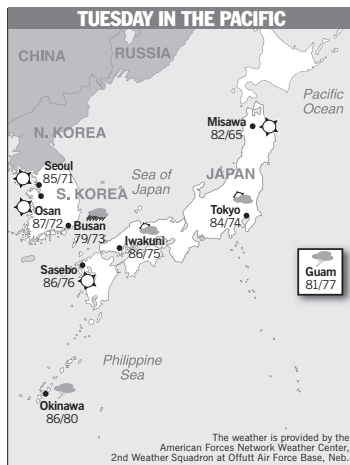 TUESDAY IN THE PACIFIC
CHINA
RUSSIA
Pacific
Ocean
Misawa
82/65
N. KOREA
Seoul
85/71
Sea of
Japan
JAPAN
S. KOREA
Osan
87/72
Busan
79/73
Tokyo
84/74
Iwakuni
86/75
Sasebo
86/76
Guam
81/77
Philippine
Sea
Okinawa
86/80
The weather is provided by the
American Forces Network Weather Center,
2nd Weather Squadron at Offutt Air Force Base, Neb.